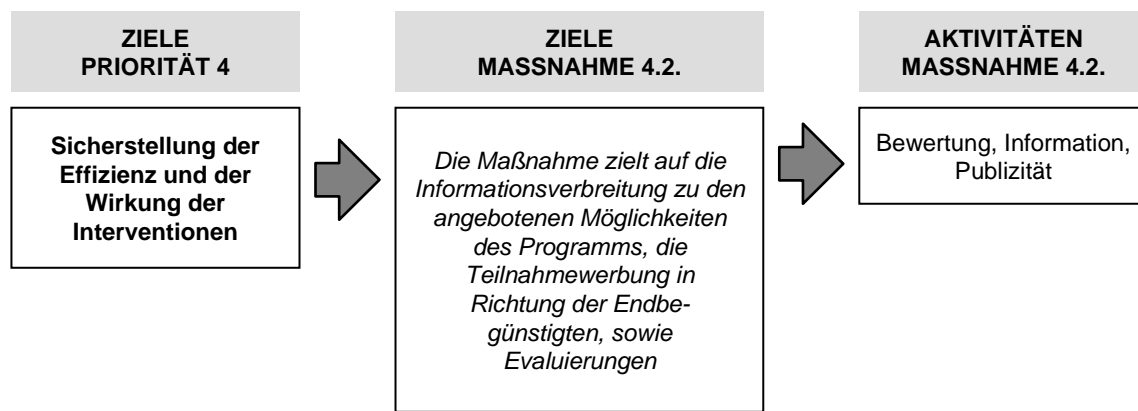 ZIELE
PRIORITÄT 4
Sicherstellung der
Effizienz und der
Wirkung der
Interventionen
ZIELE
MASSNAHME 4.2.
Die Maßnahme zielt auf die
Informationsverbreitung zu den
angebotenen Möglichkeiten
des Programms, die
Teilnahmewerbung in
Richtung der Endbe-
günstigten, sowie
Evaluierungen
AKTIVITÄTEN
MASSNAHME 4.2.
Bewertung, Information,
Publizität